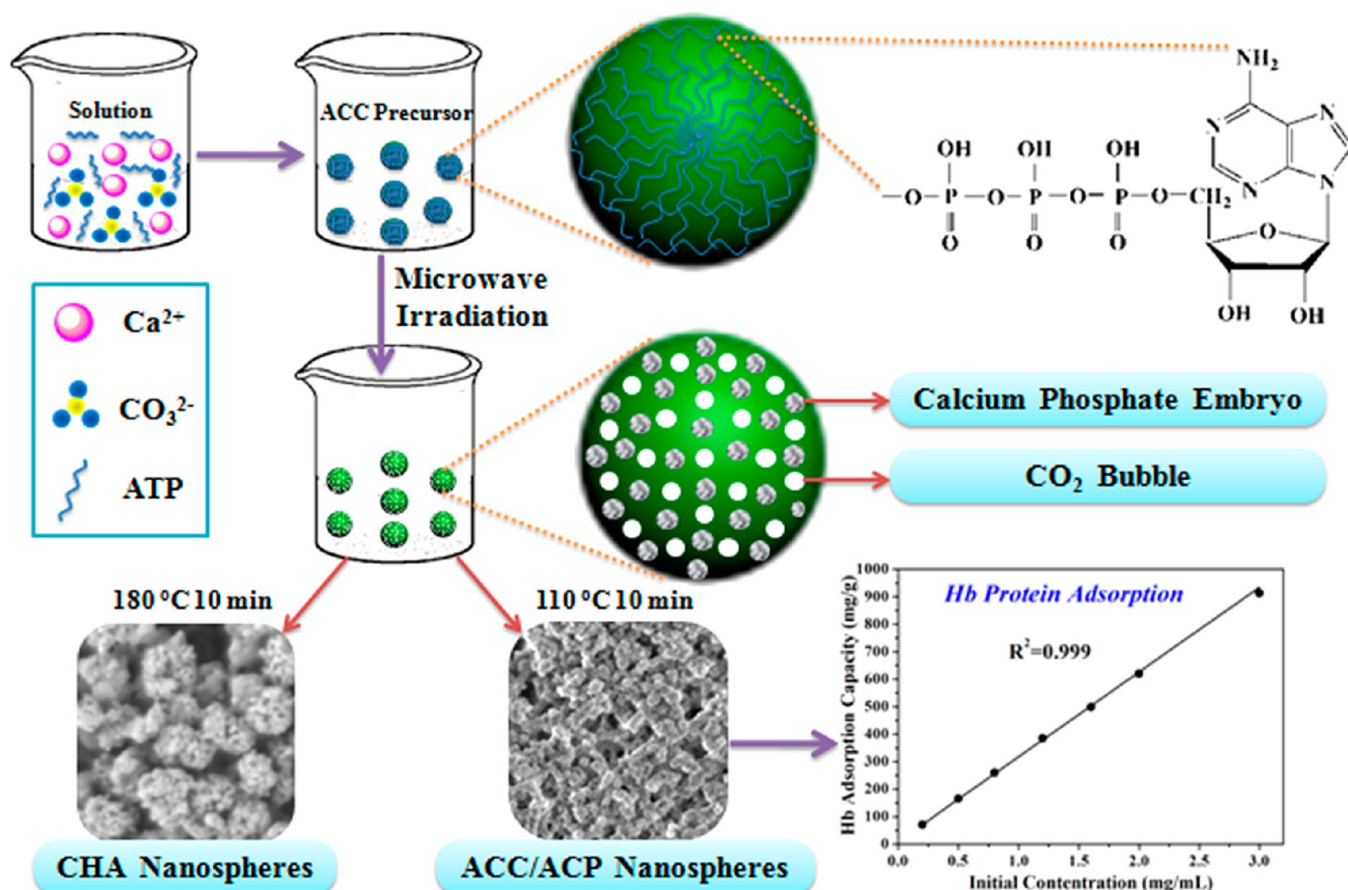 Solution
ACC Precursor
NH₂
N
N
N
N
OH OH OH
O P O P O P O CH₂
O O O
O
OH OH
Microwave
Irradiation
Ca²⁺
CO₃²⁻
ATP
Calcium Phosphate Embryo
CO₂ Bubble
180 ºC 10 min
110 ºC 10 min
CHA Nanospheres
ACC/ACP Nanospheres
Hb Protein Adsorption
R²=0.999
Hb Adsorption Capacity (mg/g)
1000
900
800
700
600
500
400
300
200
100
0
0.0 0.5 1.0 1.5 2.0 2.5 3.0
Initial Contentration (mg/mL)